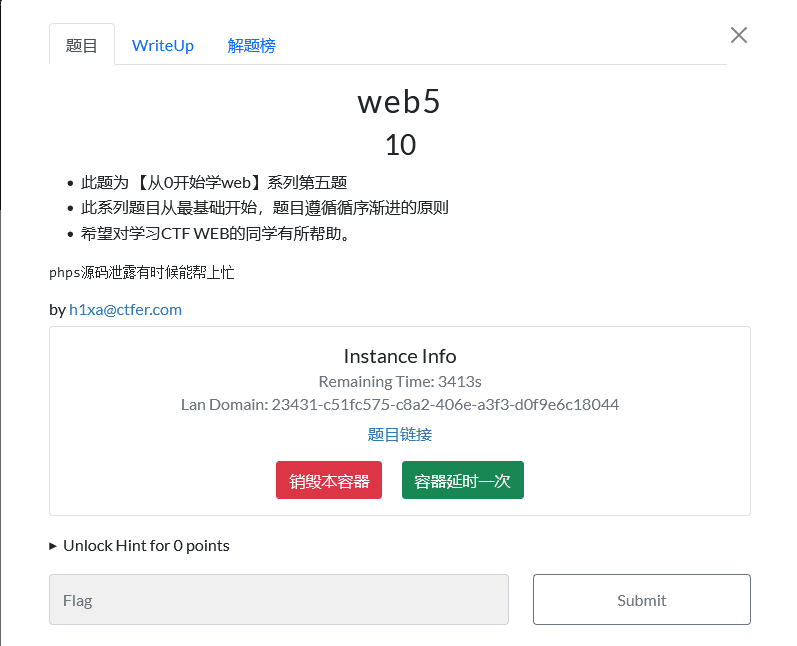 题目 WriteUp 解题榜
web5
10
此题为 【从0开始学web】系列第五题
此系列题目从最基础开始，题目遵循循序渐进的原则
希望对学习CTF WEB的同学有所帮助。
phps源码泄露有时候能帮上忙
by h1xa@ctfer.com
Instance Info
Remaining Time: 3413s
Lan Domain: 23431-c51fc575-c8a2-406e-a3f3-d0f9e6c18044
题目链接
销毁本容器 容器延时一次
Unlock Hint for 0 points
Flag Submit